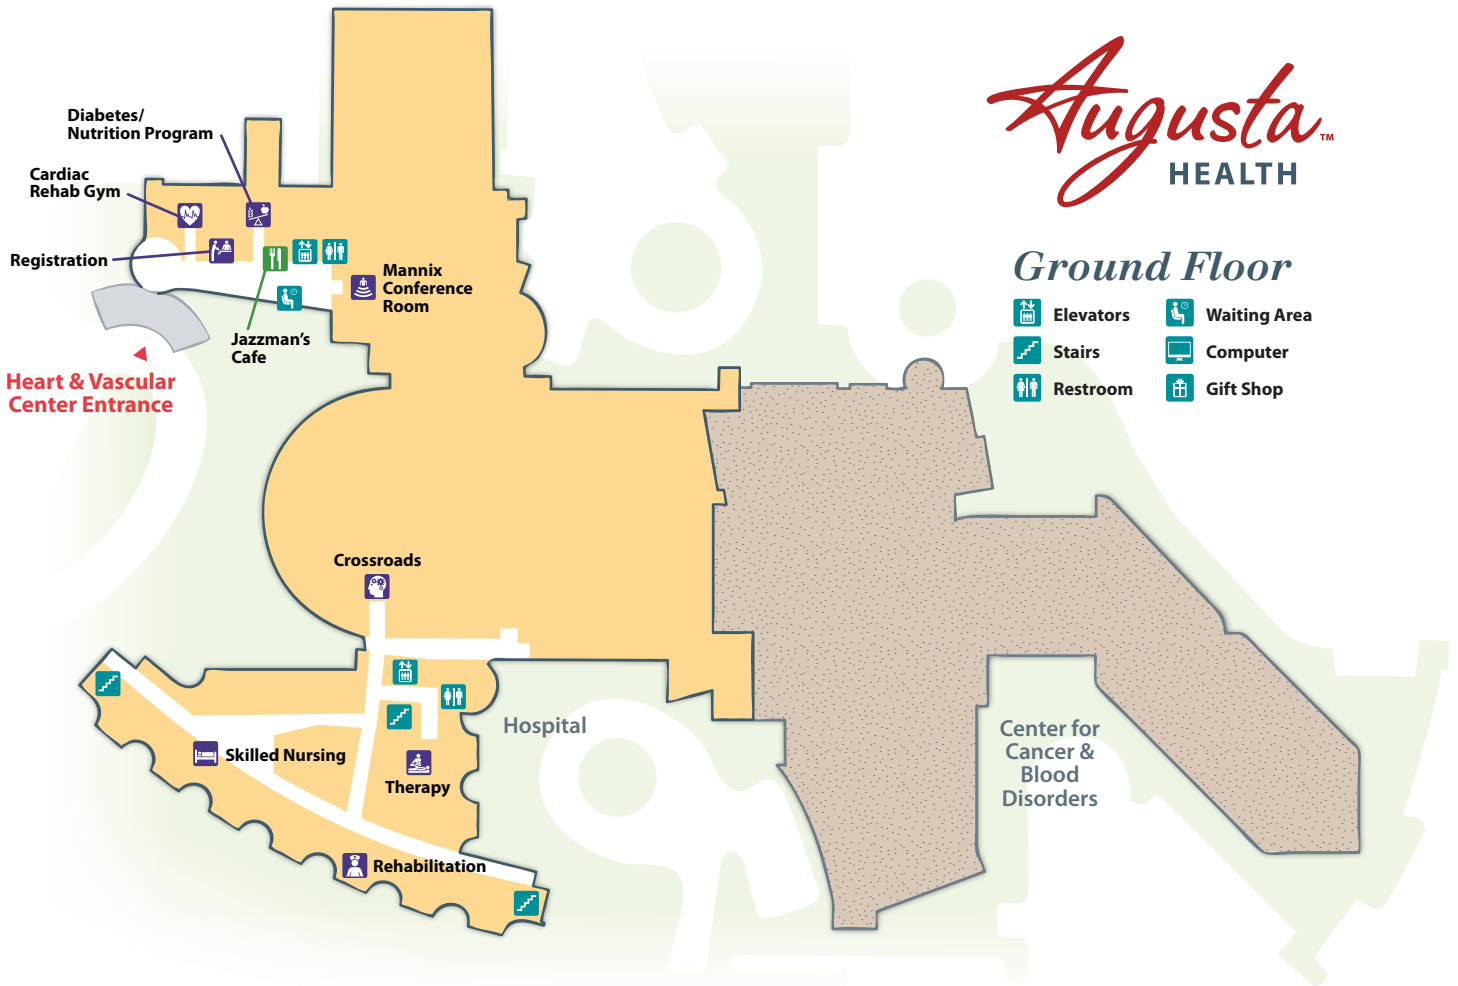 Augusta™
HEALTH
Ground Floor
Elevators
Waiting Area
Stairs
Computer
Restroom
Gift Shop
Diabetes/
Nutrition Program
Cardiac
Rehab Gym
Registration
Mannix
Conference
Room
Jazzman's
Cafe
Heart & Vascular
Center Entrance
Crossroads
Hospital
Skilled Nursing
Therapy
Rehabilitation
Center for
Cancer &
Blood
Disorders